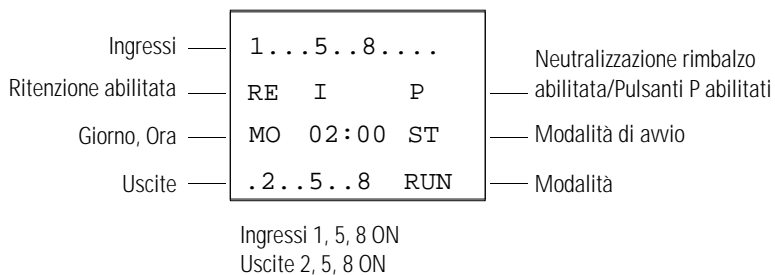 Ingressi
1...5..8....
Ritenzione abilitata
RE I P
Neutralizzazione rimbalzo
abilitata/Pulsanti P abilitati
Giorno, Ora
MO 02:00 ST
Modalità di avvio
Uscite
.2..5..8 RUN
Modalità
Ingressi 1, 5, 8 ON
Uscite 2, 5, 8 ON